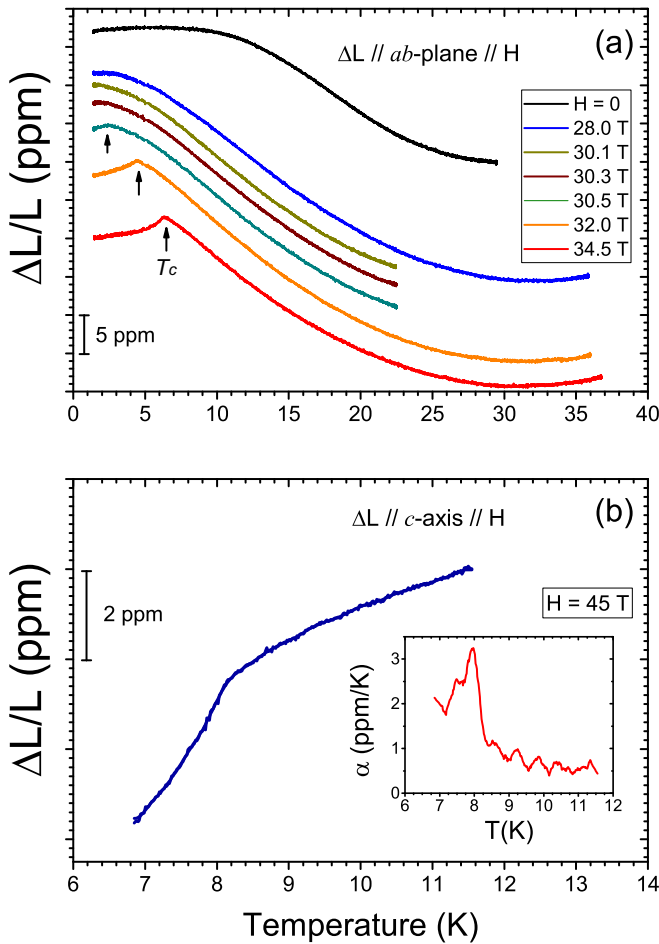 (a)
ΔL // ab-plane // H
H = 0
28.0 T
30.1 T
30.3 T
30.5 T
32.0 T
34.5 T
ΔL/L (ppm)
Tc
5 ppm
0 5 10 15 20 25 30 35 40
(b)
ΔL // c-axis // H
2 ppm
H = 45 T
ΔL/L (ppm)
α (ppm/K)
3
2
1
0
6 7 8 9 10 11 12
T(K)
6 7 8 9 10 11 12 13 14
Temperature (K)